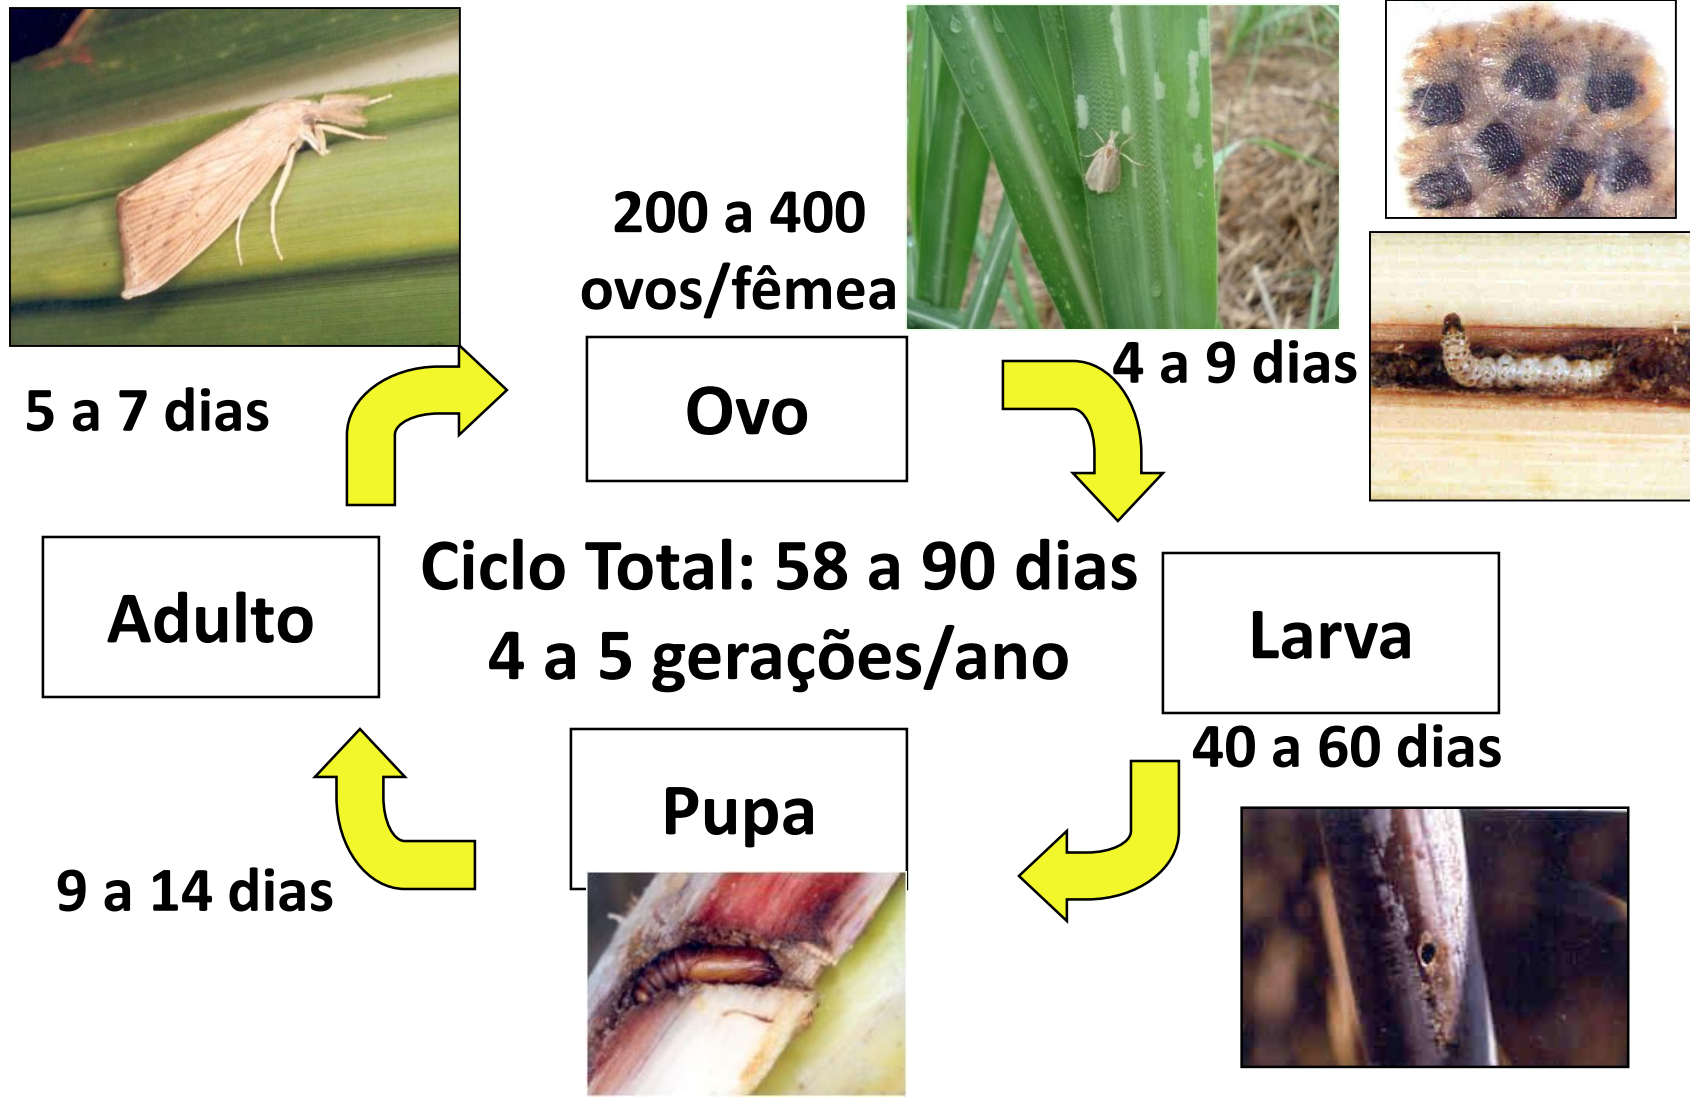 200 a 400
ovos/fêmea
4 a 9 dias
5 a 7 dias
Ovo
Ciclo Total: 58 a 90 dias
4 a 5 gerações/ano
Adulto
Larva
40 a 60 dias
Pupa
9 a 14 dias